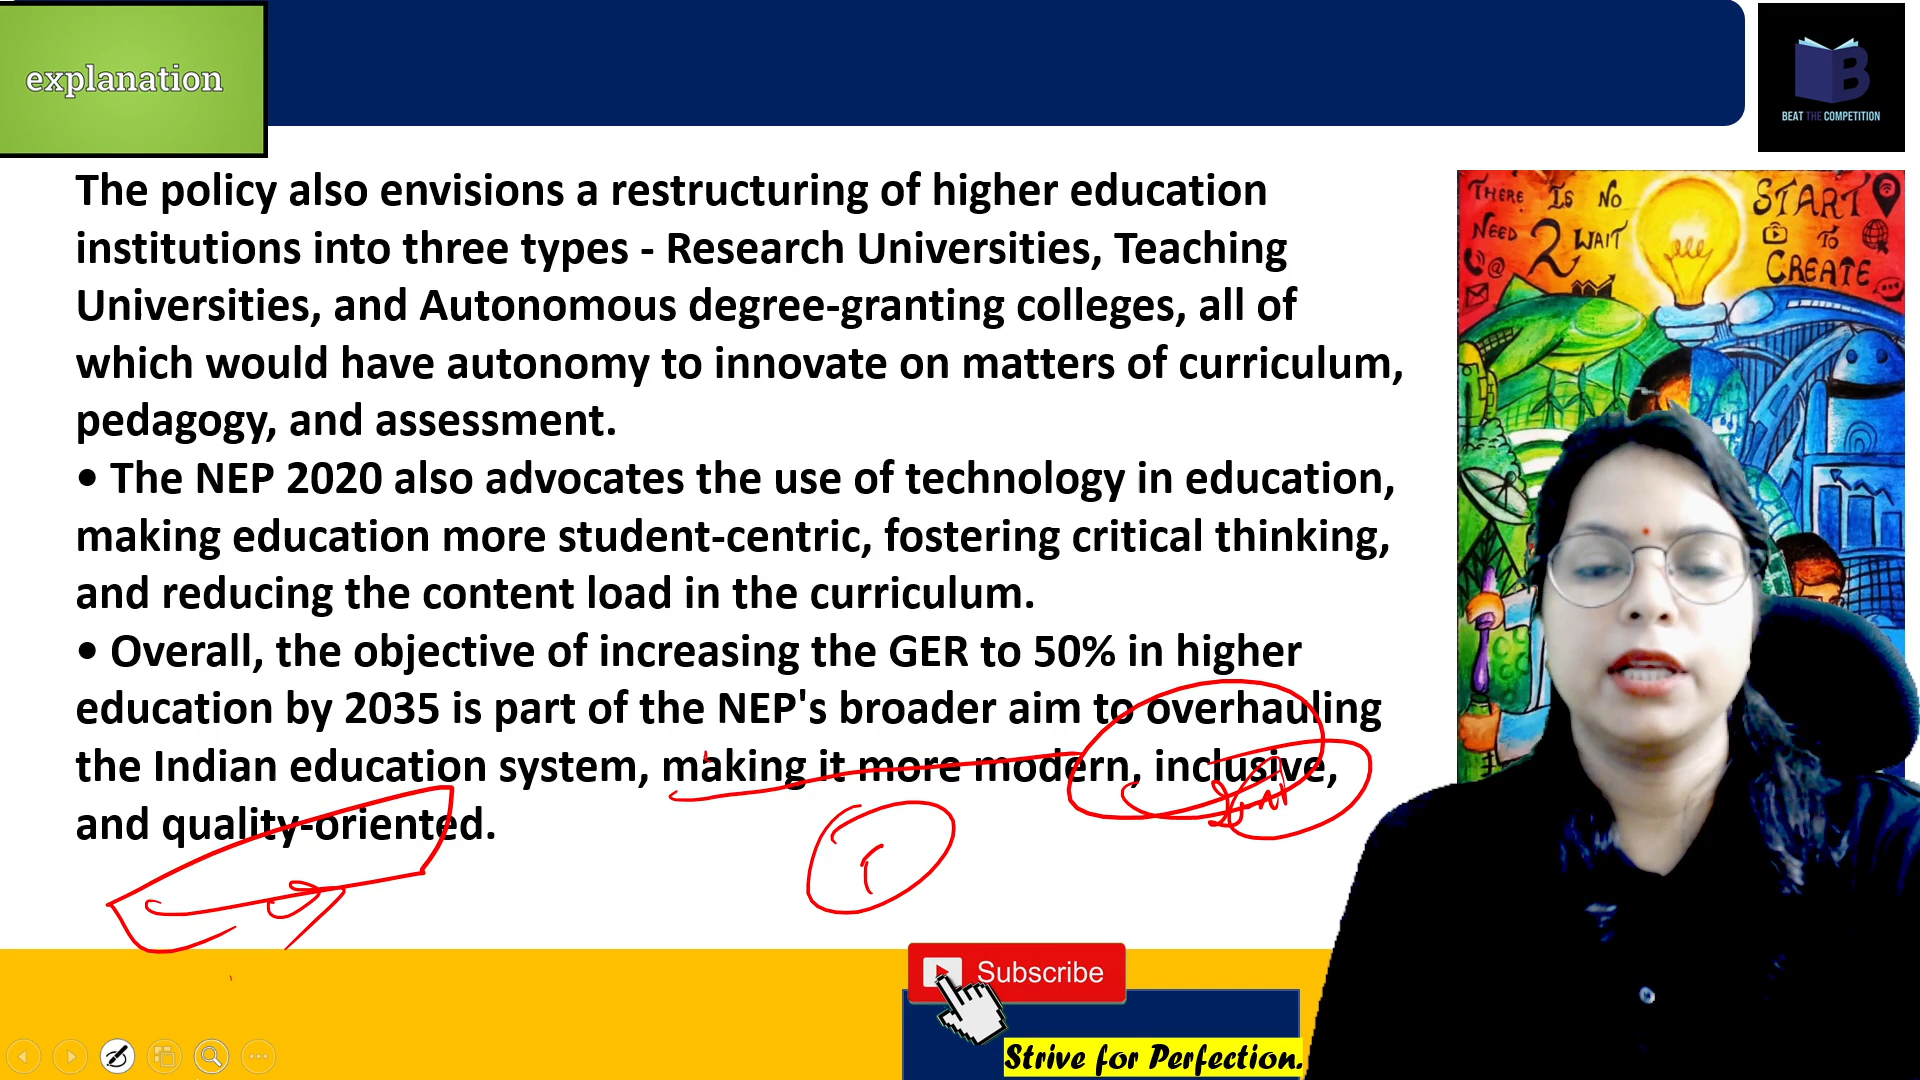 explanation
BEAT THE COMPETITION
The policy also envisions a restructuring of higher education
institutions into three types - Research Universities, Teaching
Universities, and Autonomous degree-granting colleges, all of
which would have autonomy to innovate on matters of curriculum,
pedagogy, and assessment.
• The NEP 2020 also advocates the use of technology in education,
making education more student-centric, fostering critical thinking,
and reducing the content load in the curriculum.
• Overall, the objective of increasing the GER to 50% in higher
education by 2035 is part of the NEP's broader aim to overhauling
the Indian education system, making it more modern, inclusive,
and quality-oriented.
THERE IS NO
NEED 2 WAIT
START
TO
CREATE
Subscribe
Strive for Perfection.